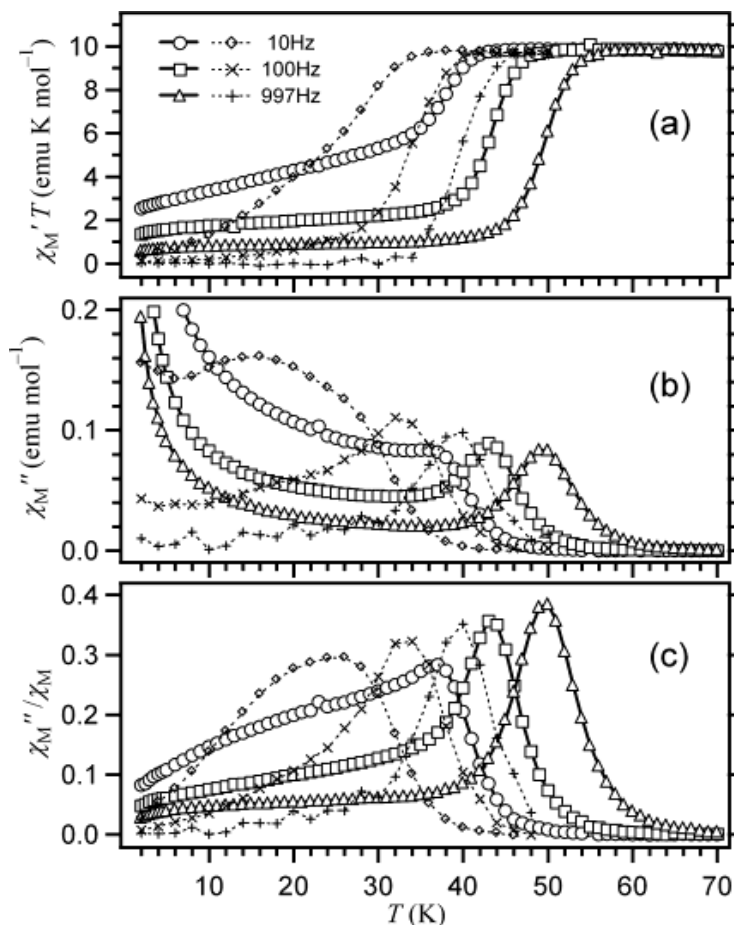 10Hz
100Hz
997Hz
(a)
10
8
6
4
2
0
χM′ T (emu K mol−1)
(b)
0.2
0.1
0.0
χM″ (emu mol−1)
(c)
0.4
0.3
0.2
0.1
0.0
χM″/χM
10 20 30 40 50 60 70
T (K)